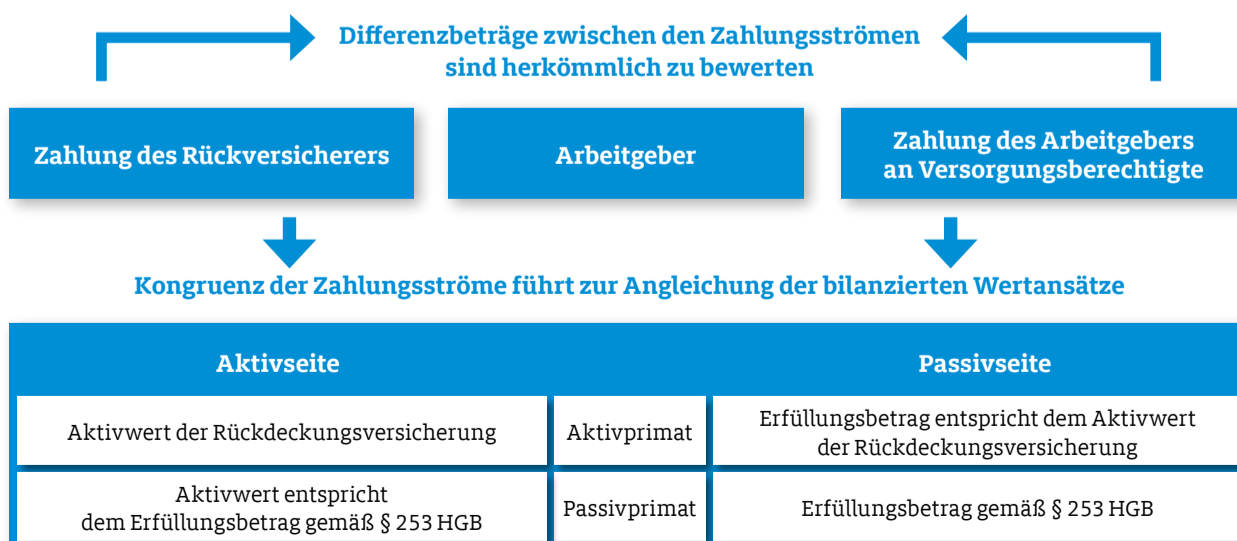 Differenzbeträge zwischen den Zahlungsströmen
sind herkömmlich zu bewerten
Zahlung des Rückversicherers
Arbeitgeber
Zahlung des Arbeitgebers
an Versorgungsberechtigte
Kongruenz der Zahlungsströme führt zur Angleichung der bilanzierten Wertansätze
Aktivseite
Passivseite
Aktivwert der Rückdeckungsversicherung
Aktivprimat
Erfüllungsbetrag entspricht dem Aktivwert
der Rückdeckungsversicherung
Aktivwert entspricht
dem Erfüllungsbetrag gemäß § 253 HGB
Passivprimat
Erfüllungsbetrag gemäß § 253 HGB